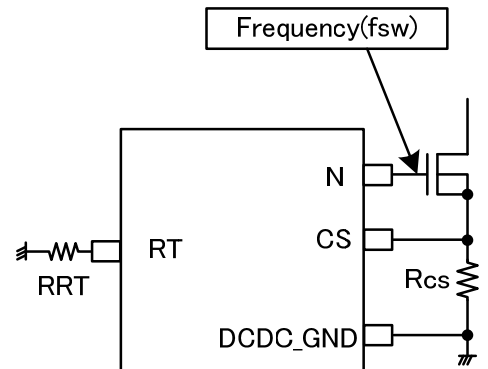 Frequency(fsw)
N
RT
CS
RRT
Rcs
DCDC_GND